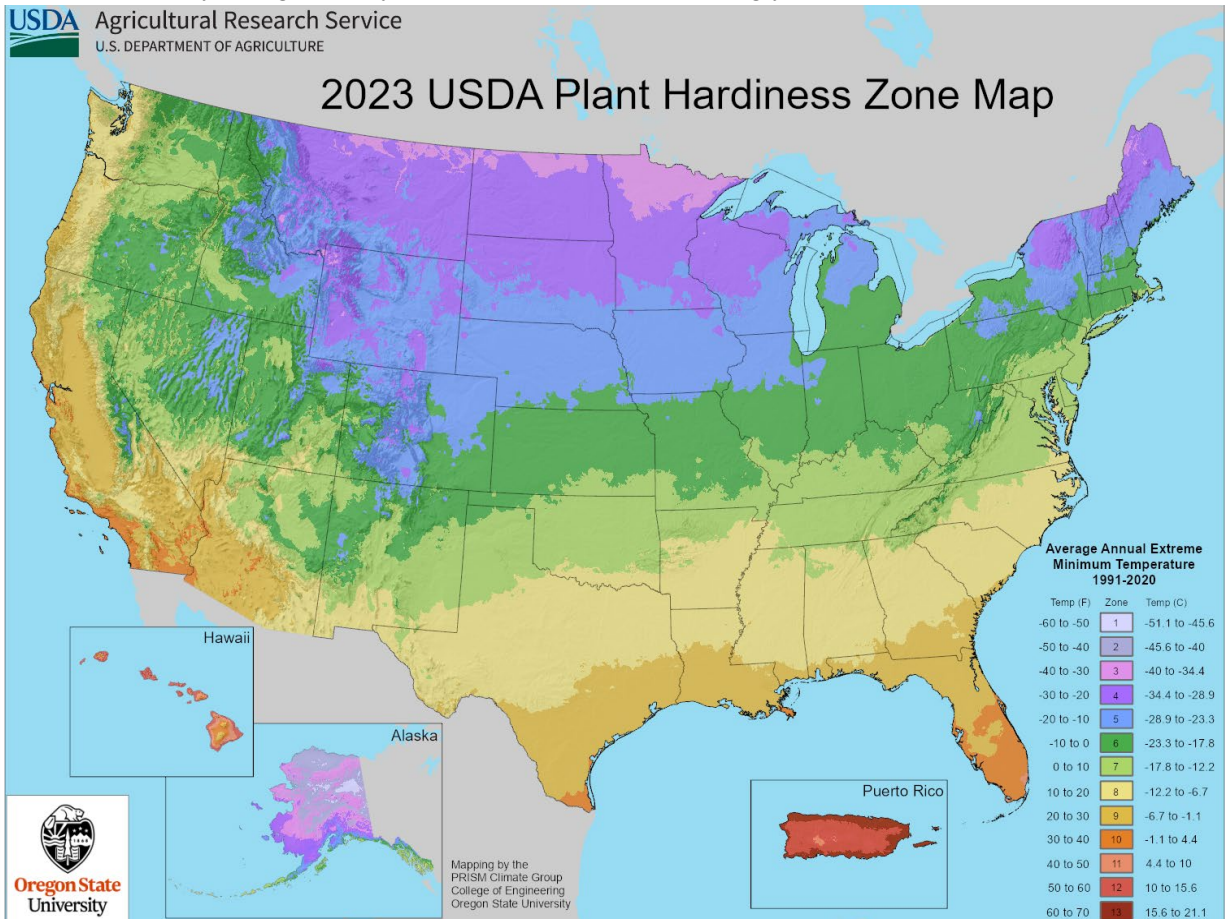 USDA
Agricultural Research Service
U.S. DEPARTMENT OF AGRICULTURE
2023 USDA Plant Hardiness Zone Map
Hawaii
Alaska
Puerto Rico
Average Annual Extreme
Minimum Temperature
1991-2020
Temp (F) Zone Temp (C)
-60 to -50 1 -51.1 to -45.6
-50 to -40 2 -45.6 to -40
-40 to -30 3 -40 to -34.4
-30 to -20 4 -34.4 to -28.9
-20 to -10 5 -28.9 to -23.3
-10 to 0 6 -23.3 to -17.8
0 to 10 7 -17.8 to -12.2
10 to 20 8 -12.2 to -6.7
20 to 30 9 -6.7 to -1.1
30 to 40 10 -1.1 to 4.4
40 to 50 11 4.4 to 10
50 to 60 12 10 to 15.6
60 to 70 13 15.6 to 21.1
Mapping by the
PRISM Climate Group
College of Engineering
Oregon State University
Oregon State
University